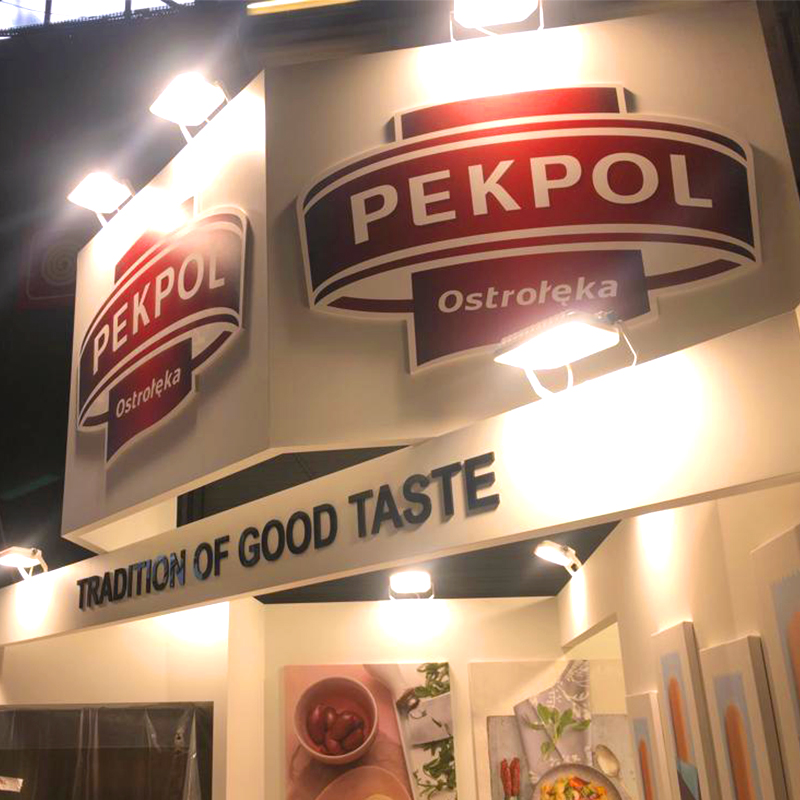 PEKPOL
Ostrołęka
PEKPOL
Ostrołęka
TRADITION OF GOOD TASTE